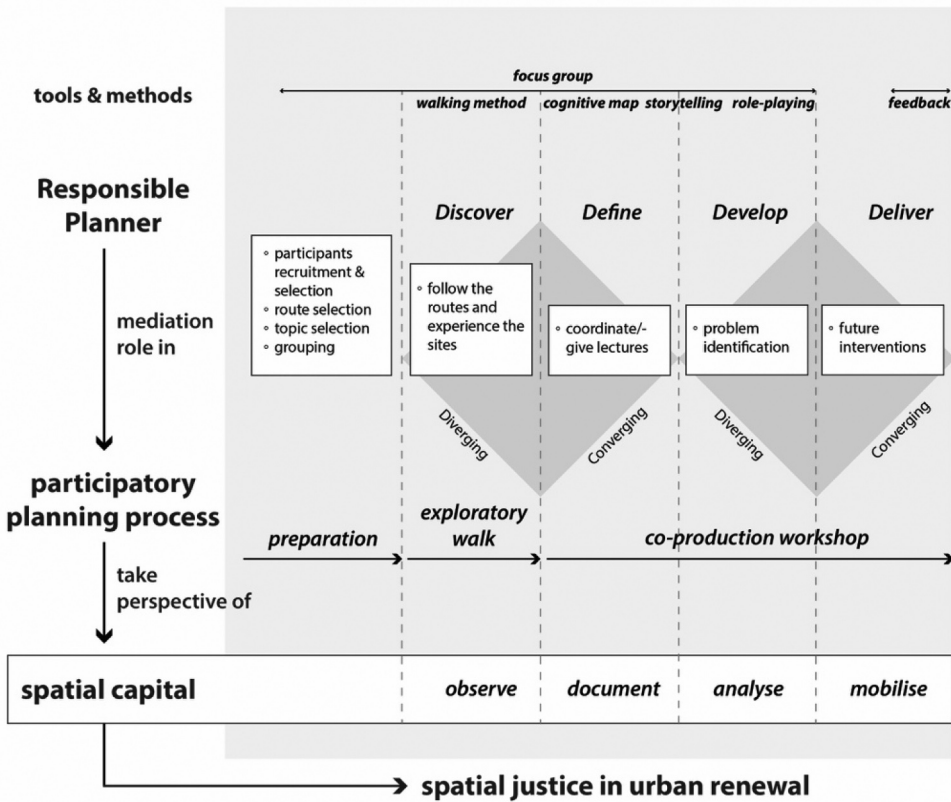 focus group
tools & methods
walking method cognitive map storytelling role-playing feedback
Responsible
Planner
Discover Define Develop Deliver
◦ participants
recruitment &
selection
◦ route selection
◦ topic selection
◦ grouping
◦ follow the
routes and
experience the
sites
◦ coordinate/-
give lectures
◦ problem
identification
◦ future
interventions
mediation
role in
Diverging
Converging
Diverging
Converging
participatory
planning process
preparation
exploratory
walk
co-production workshop
take
perspective of
spatial capital
observe document analyse mobilise
spatial justice in urban renewal